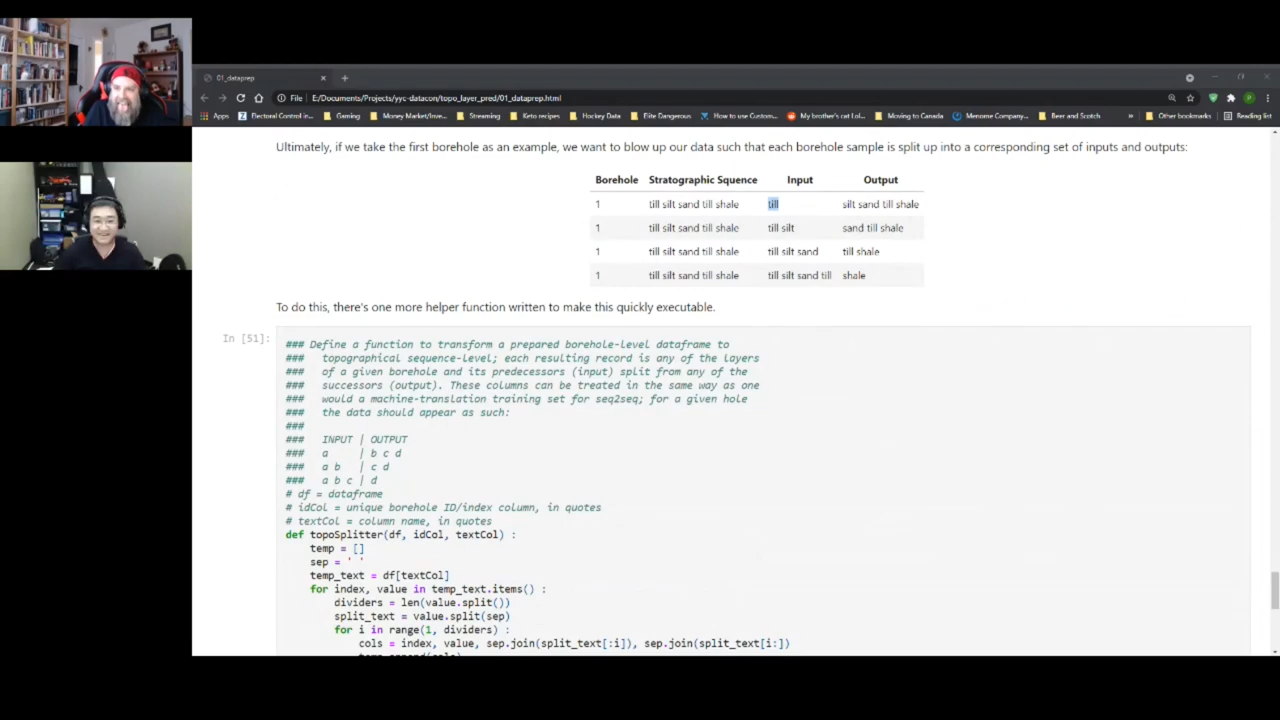 01_dataprep
File E:/Documents/Projects/yyc-datacon/topo_layer_pred/01_dataprep.html
Apps Electoral Control in... Gaming Money Market/Inve... Streaming Keto recipes Hockey Data Elite Dangerous How to use Custom... My brother's cat Lol... Moving to Canada Menome Company... Beer and Scotch » Other bookmarks Reading list
Ultimately, if we take the first borehole as an example, we want to blow up our data such that each borehole sample is split up into a corresponding set of inputs and outputs:
Borehole Stratographic Squence Input Output
1 till silt sand till shale till silt sand till shale
1 till silt sand till shale till silt sand till shale
1 till silt sand till shale till silt sand till shale
1 till silt sand till shale till silt sand till shale
To do this, there's one more helper function written to make this quickly executable.
In [51]:
### Define a function to transform a prepared borehole-level dataframe to
### topographical sequence-level; each resulting record is any of the layers
### of a given borehole and its predecessors (input) split from any of the
### successors (output). These columns can be treated in the same way as one
### would a machine-translation training set for seq2seq; for a given hole
### the data should appear as such:
###
### INPUT | OUTPUT
### a | b c d
### a b | c d
### a b c | d
# df = dataframe
# idCol = unique borehole ID/index column, in quotes
# textCol = column name, in quotes
def topoSplitter(df, idCol, textCol) :
temp = []
sep = ' '
temp_text = df[textCol]
for index, value in temp_text.items() :
dividers = len(value.split())
split_text = value.split(sep)
for i in range(1, dividers) :
cols = index, value, sep.join(split_text[:i]), sep.join(split_text[i:])